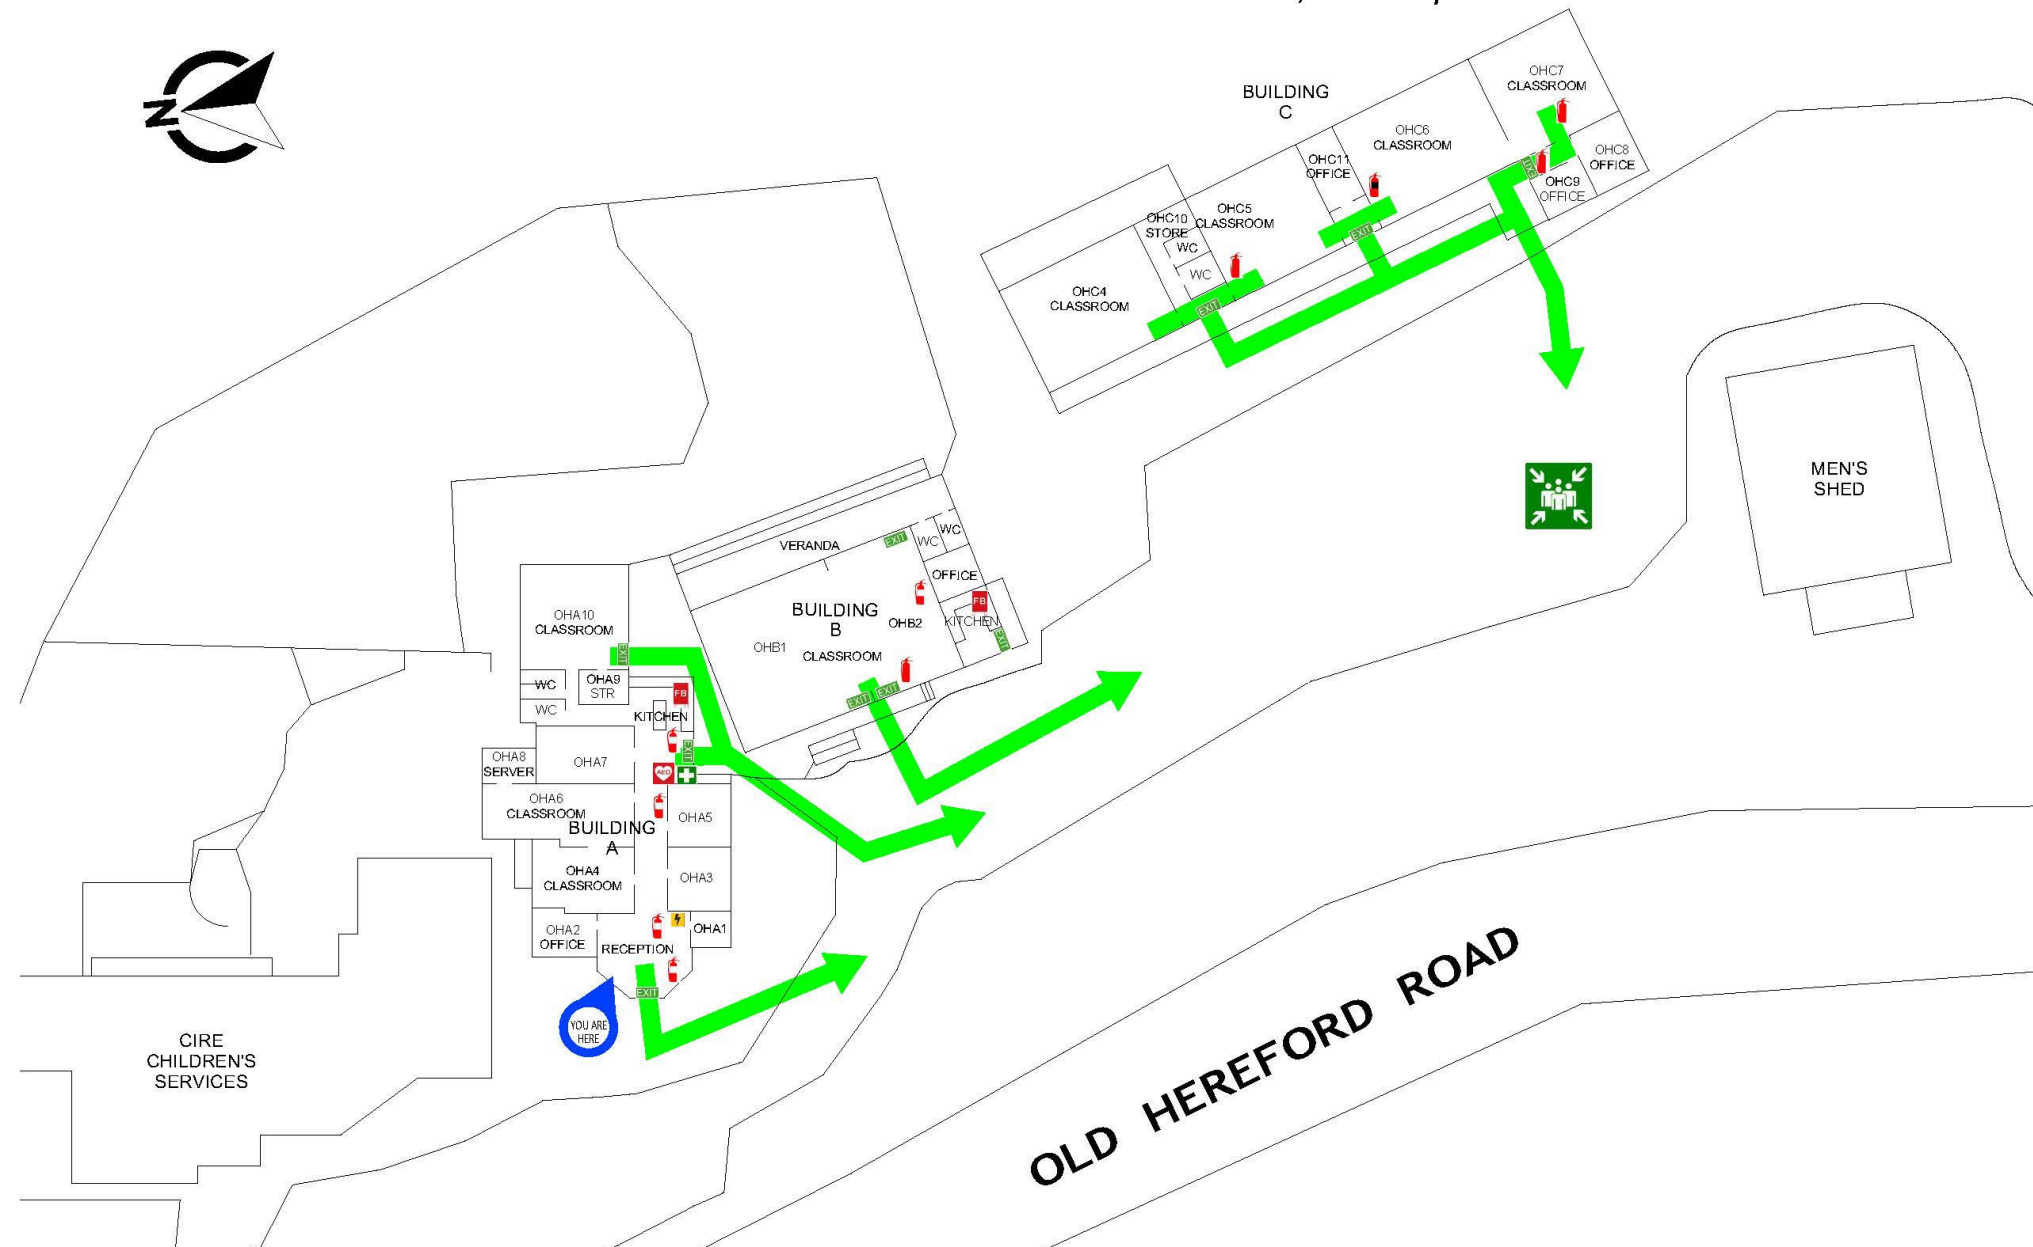 N
BUILDING
C
OHC7
CLASSROOM
OHC6
CLASSROOM
OHC11
OFFICE
OHC8
OFFICE
EXIT
OHC9
OFFICE
OHC10
STORE
OHC5
CLASSROOM
WC
WC
EXIT
EXIT
OHC4
CLASSROOM
MEN'S
SHED
VERANDA
EXIT
WC
WC
OFFICE
BUILDING
B
OHB2
FB
KITCHEN
EXIT
OHB1
CLASSROOM
EXIT
EXIT
OHA10
CLASSROOM
EXIT
WC
OHA9
STR
FB
WC
KITCHEN
EXIT
OHA8
SERVER
OHA7
AED
OHA6
CLASSROOM
BUILDING
A
OHA5
OHA4
CLASSROOM
OHA3
OHA2
OFFICE
OHA1
RECEPTION
EXIT
YOU ARE
HERE
CIRE
CHILDREN'S
SERVICES
OLD HEREFORD ROAD